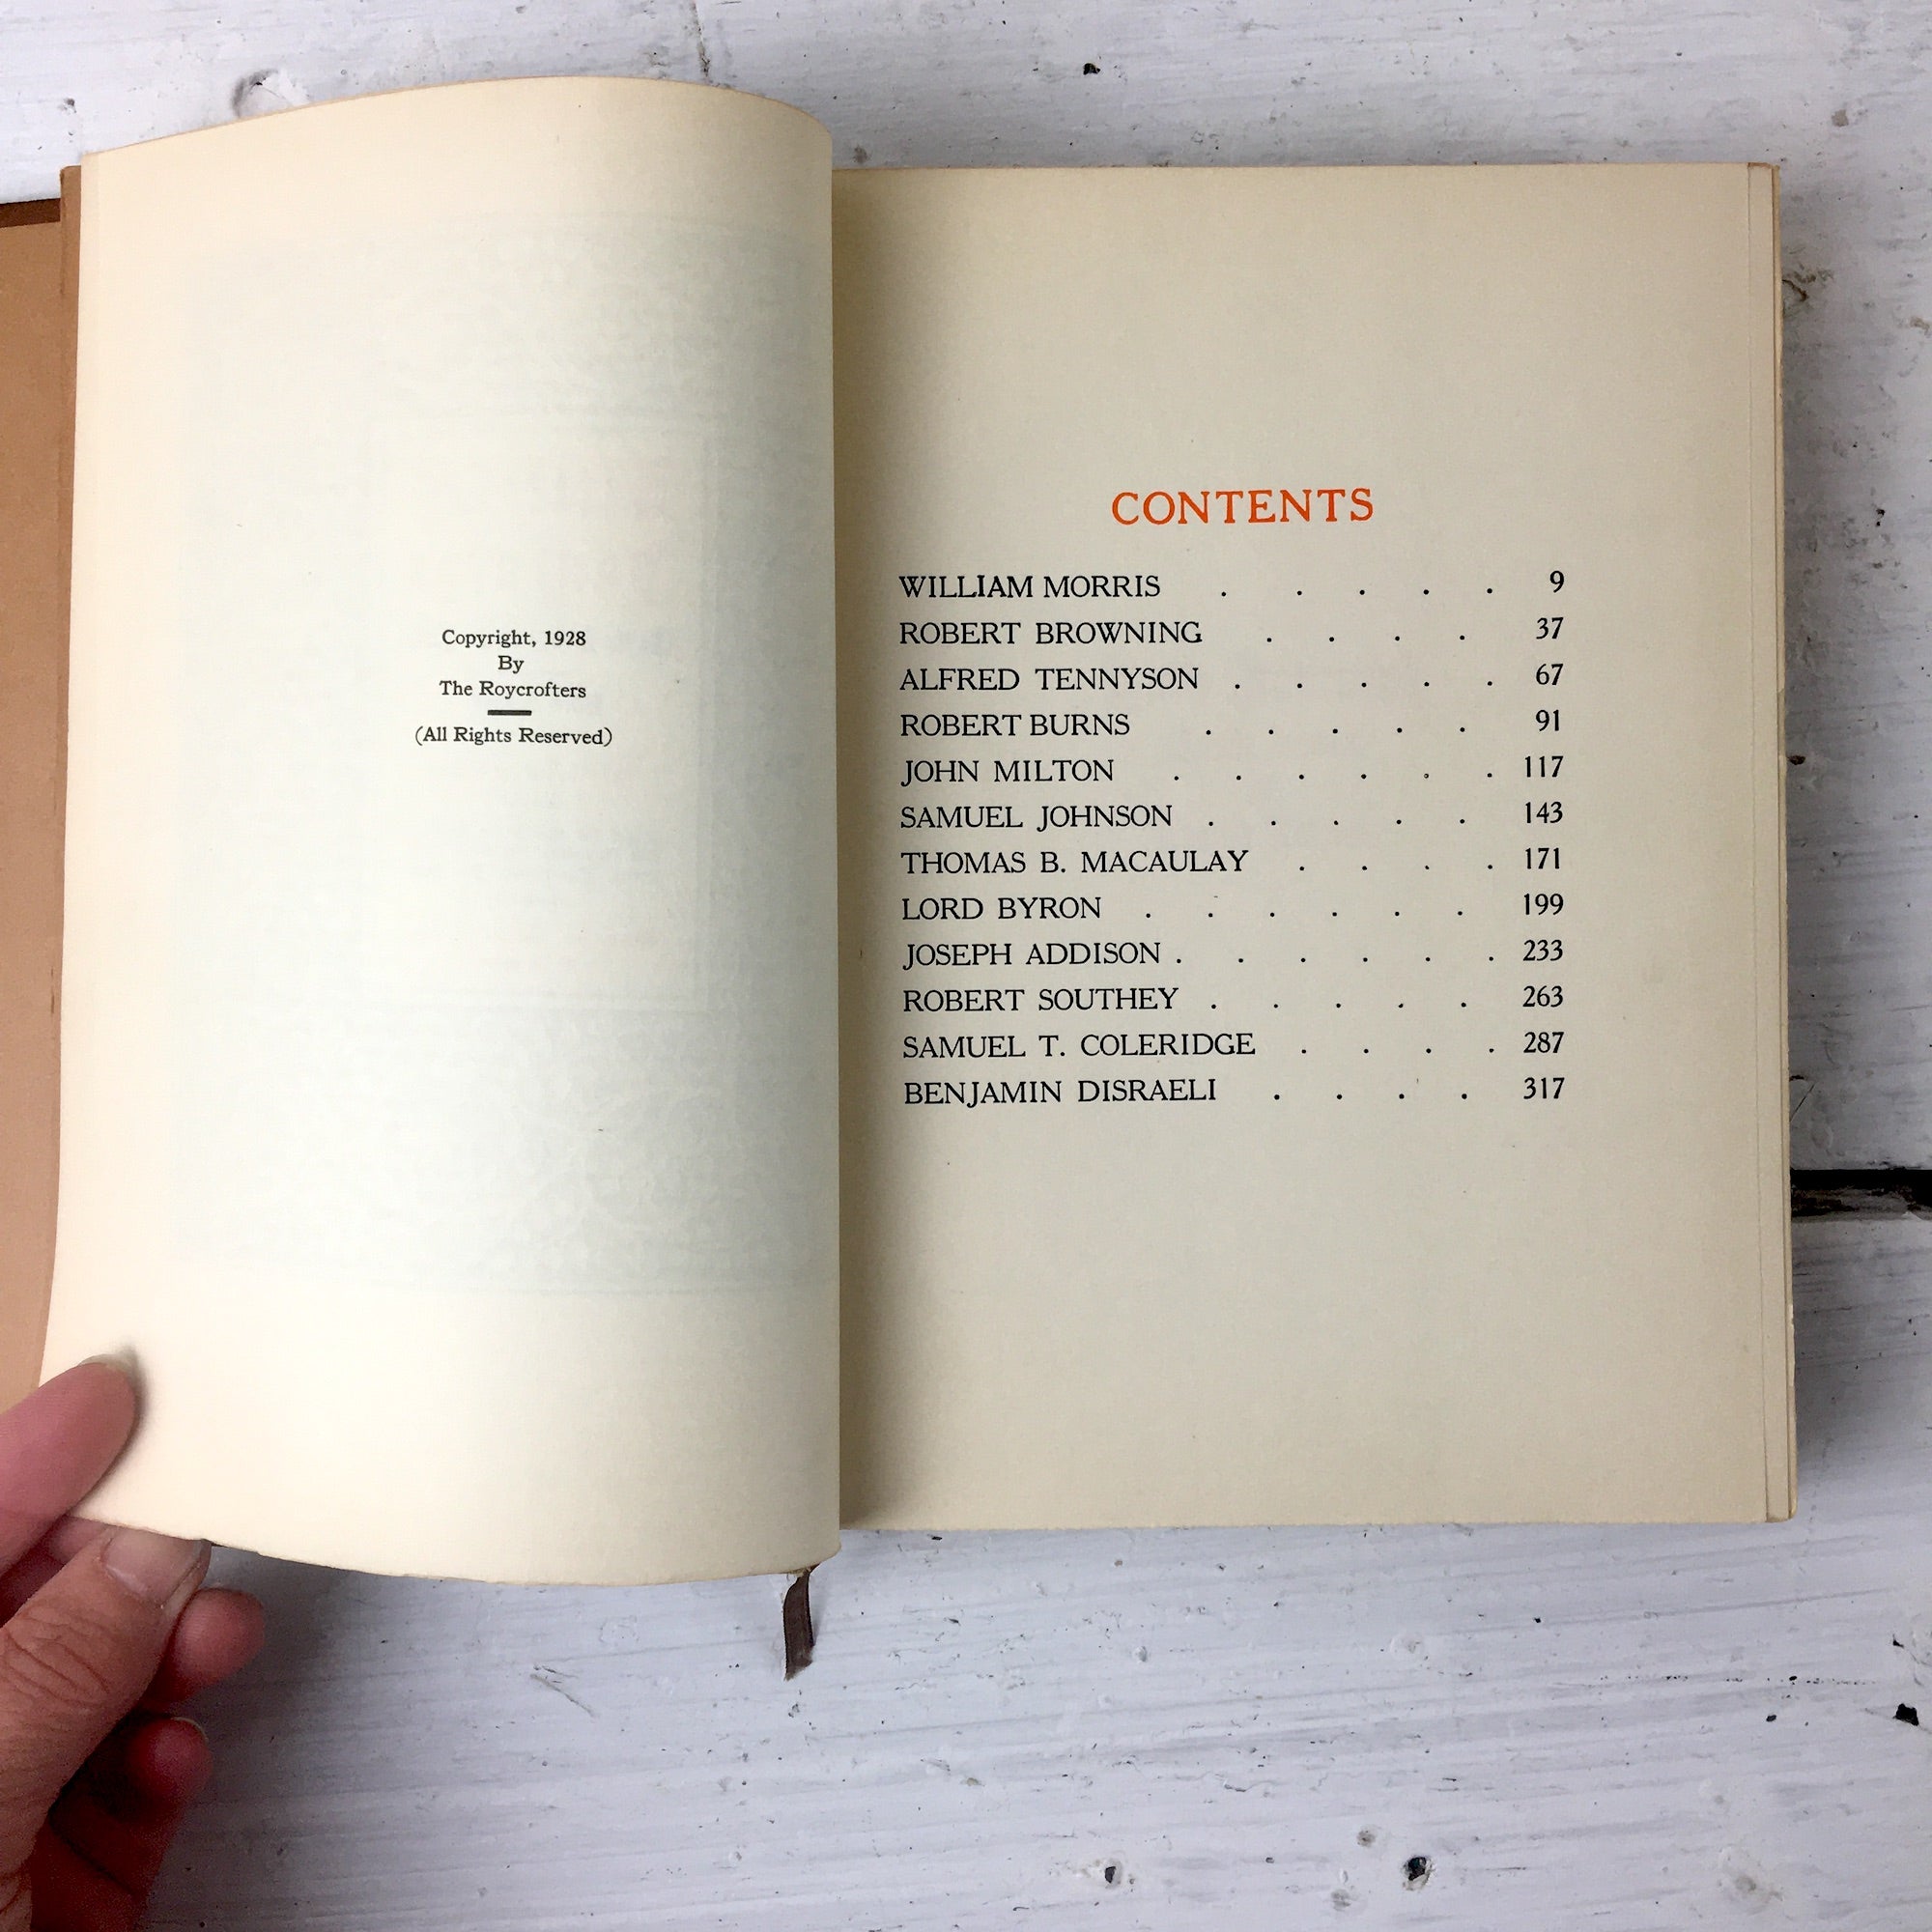 Copyright, 1928
By
The Roycrofters
(All Rights Reserved)
CONTENTS
WILLIAM MORRIS . . . . . 9
ROBERT BROWNING . . . . 37
ALFRED TENNYSON . . . . . 67
ROBERT BURNS . . . . . 91
JOHN MILTON . . . . . . 117
SAMUEL JOHNSON . . . . . 143
THOMAS B. MACAULAY . . . . 171
LORD BYRON . . . . . . 199
JOSEPH ADDISON . . . . . . 233
ROBERT SOUTHEY . . . . . 263
SAMUEL T. COLERIDGE . . . . 287
BENJAMIN DISRAELI . . . . 317